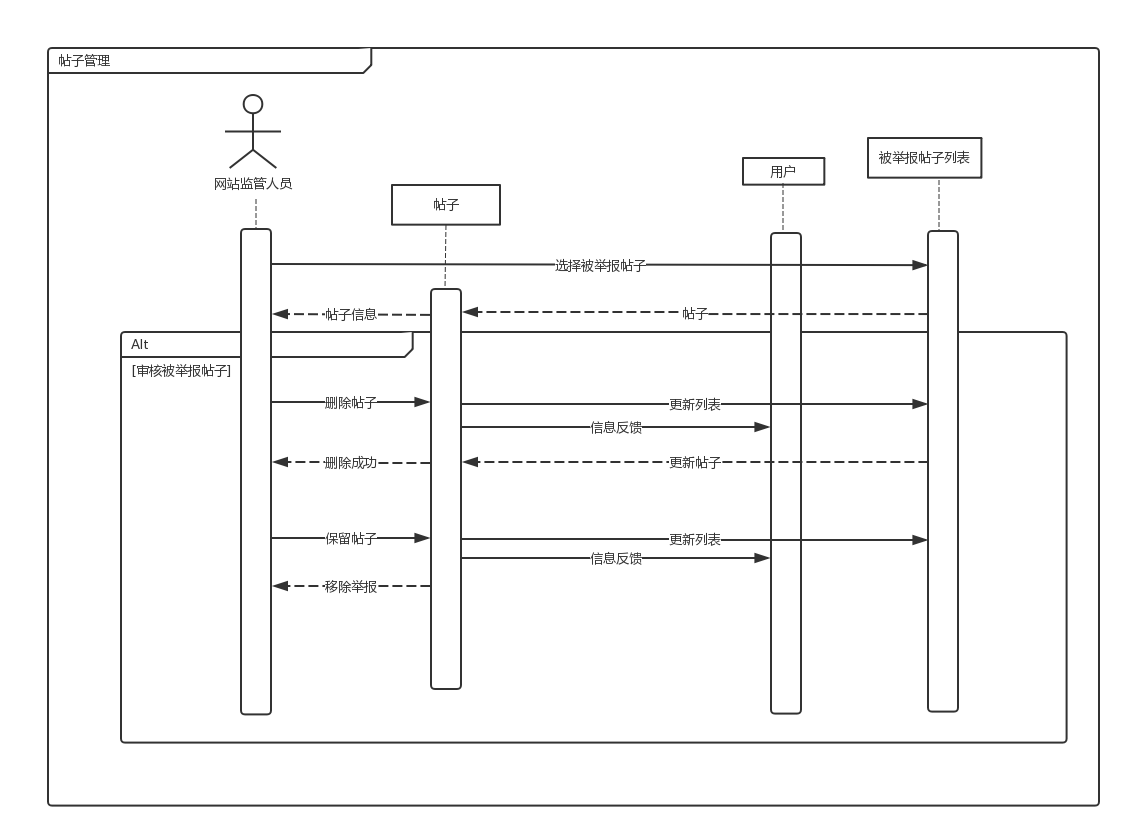 帖子管理
网站监管人员
帖子
用户
被举报帖子列表
选择被举报帖子
帖子信息
帖子
Alt
[审核被举报帖子]
删除帖子
更新列表
信息反馈
删除成功
更新帖子
保留帖子
更新列表
信息反馈
移除举报